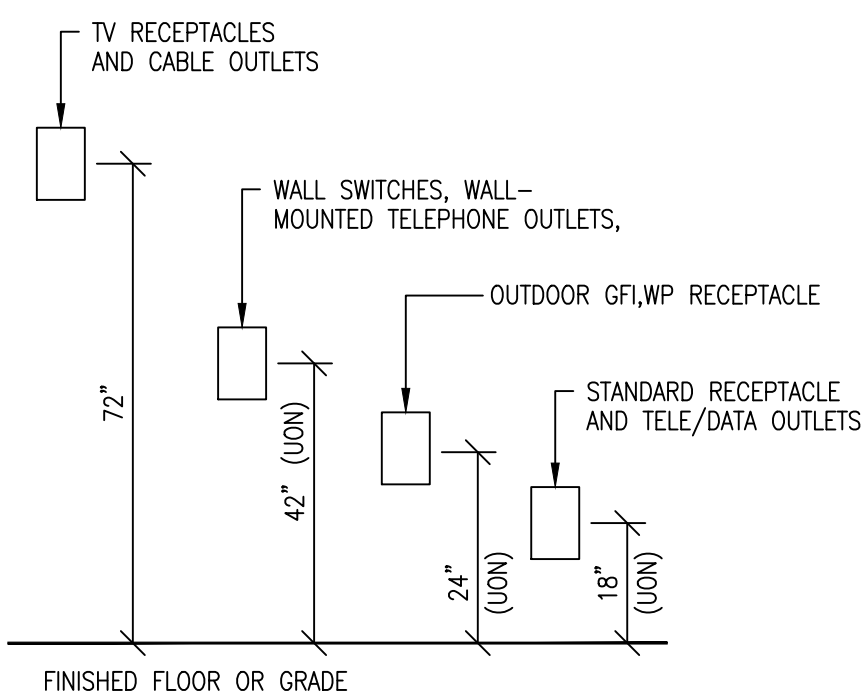 TV RECEPTACLES
AND CABLE OUTLETS
WALL SWITCHES, WALL-
MOUNTED TELEPHONE OUTLETS,
OUTDOOR GFI,WP RECEPTACLE
STANDARD RECEPTACLE
AND TELE/DATA OUTLETS
72"
42" (UON)
24"
(UON)
18"
(UON)
FINISHED FLOOR OR GRADE